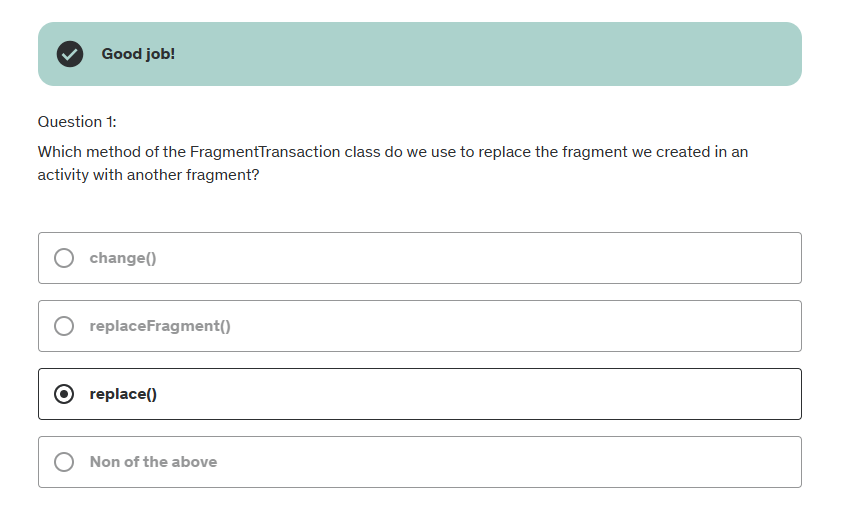 Good job!
Question 1:
Which method of the FragmentTransaction class do we use to replace the fragment we created in an
activity with another fragment?
change()
replaceFragment()
replace()
Non of the above